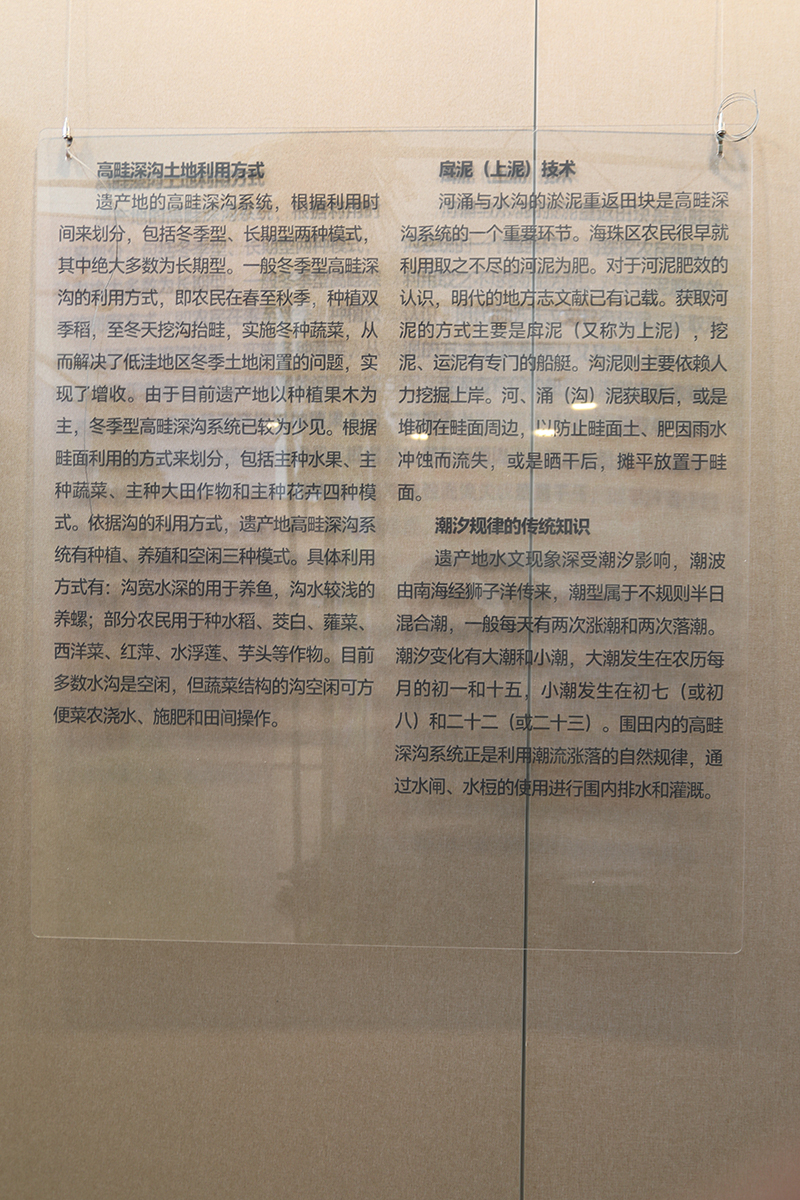 高畦深沟土地利用方式
遗产地的高畦深沟系统，根据利用时
间来划分，包括冬季型、长期型两种模式，
其中绝大多数为长期型。一般冬季型高畦深
沟的利用方式，即农民在春至秋季，种植双
季稻，至冬天挖沟抬畦，实施冬种蔬菜，从
而解决了低洼地区冬季土地闲置的问题，实
现了增收。由于目前遗产地以种植果木为
主，冬季型高畦深沟系统已较为少见。根据
畦面利用的方式来划分，包括主种水果、主
种蔬菜、主种大田作物和主种花卉四种模
式。依据沟的利用方式，遗产地高畦深沟系
统有种植、养殖和空闲三种模式。具体利用
方式有：沟宽水深的用于养鱼，沟水较浅的
养螺；部分农民用于种水稻、茭白、蕹菜、
西洋菜、红萍、水浮莲、芋头等作物。目前
多数水沟是空闲，但蔬菜结构的沟空闲可方
便菜农浇水、施肥和田间操作。
戽泥（上泥）技术
河涌与水沟的淤泥重返田块是高畦深
沟系统的一个重要环节。海珠区农民很早就
利用取之不尽的河泥为肥。对于河泥肥效的
认识，明代的地方志文献已有记载。获取河
泥的方式主要是戽泥（又称为上泥），挖
泥、运泥有专门的船艇。沟泥则主要依赖人
力挖掘上岸。河、涌（沟）泥获取后，或是
堆砌在畦面周边，以防止畦面土、肥因雨水
冲蚀而流失，或是晒干后，摊平放置于畦
面。
潮汐规律的传统知识
遗产地水文现象深受潮汐影响，潮波
由南海经狮子洋传来，潮型属于不规则半日
混合潮，一般每天有两次涨潮和两次落潮。
潮汐变化有大潮和小潮，大潮发生在农历每
月的初一和十五，小潮发生在初七（或初
八）和二十二（或二十三）。围田内的高畦
深沟系统正是利用潮流涨落的自然规律，通
过水闸、水𣘦的使用进行围内排水和灌溉。